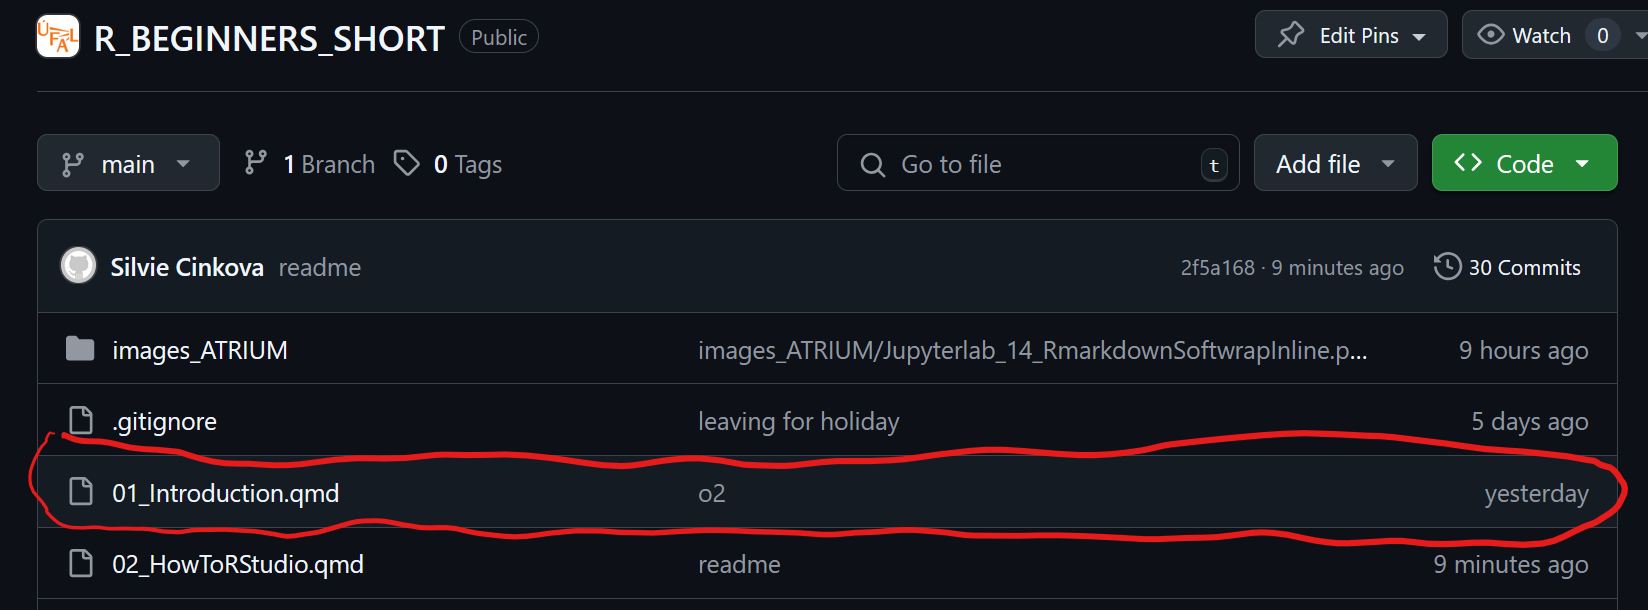 ÚFAL R_BEGINNERS_SHORT Public Edit Pins Watch 0
main 1 Branch 0 Tags Go to file t Add file Code
Silvie Cinkova readme 2f5a168 · 9 minutes ago 30 Commits
images_ATRIUM images_ATRIUM/Jupyterlab_14_RmarkdownSoftwrapInline.p... 9 hours ago
.gitignore leaving for holiday 5 days ago
01_Introduction.qmd o2 yesterday
02_HowToRStudio.qmd readme 9 minutes ago